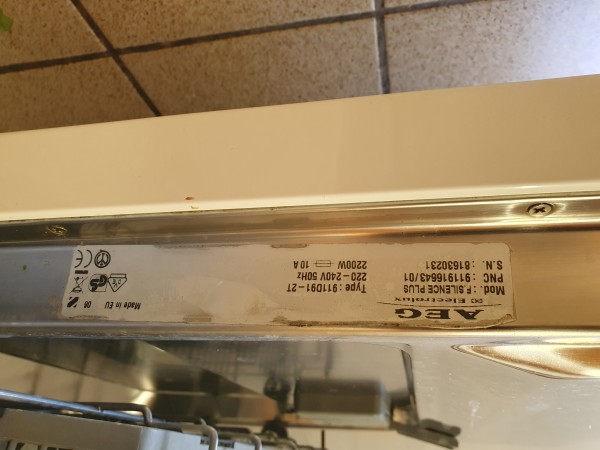 AEG
Electrolux
Mod.: F.SILENCE PLUS
PNC: 911916643/01
S.N.: 81630231
Type: 911D91-2T
220-240V 50Hz
2200W 10 A
Made in EU 08